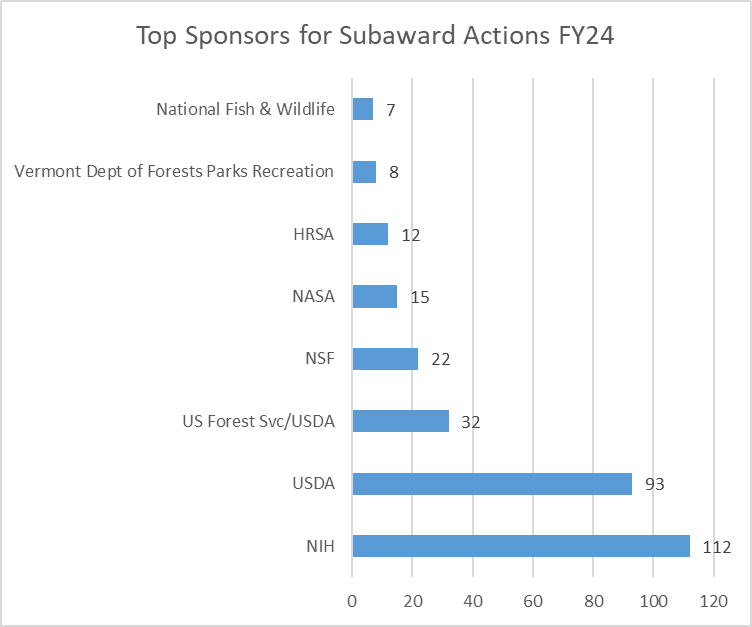 Top Sponsors for Subaward Actions FY24
National Fish & Wildlife 7
Vermont Dept of Forests Parks Recreation 8
HRSA 12
NASA 15
NSF 22
US Forest Svc/USDA 32
USDA 93
NIH 112
0 20 40 60 80 100 120